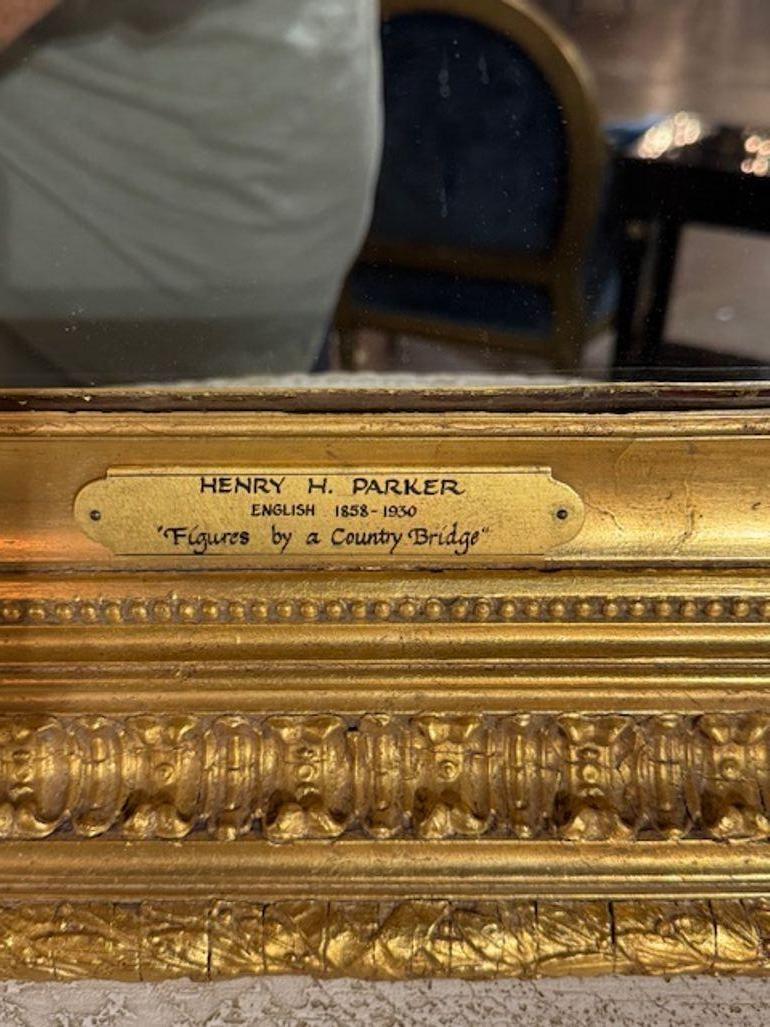 HENRY H. PARKER
ENGLISH 1858-1930
"Figures by a Country Bridge"